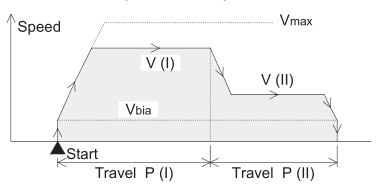 Speed
Vmax
V (I)
V (II)
Vbia
Start
Travel P (I)
Travel P (II)